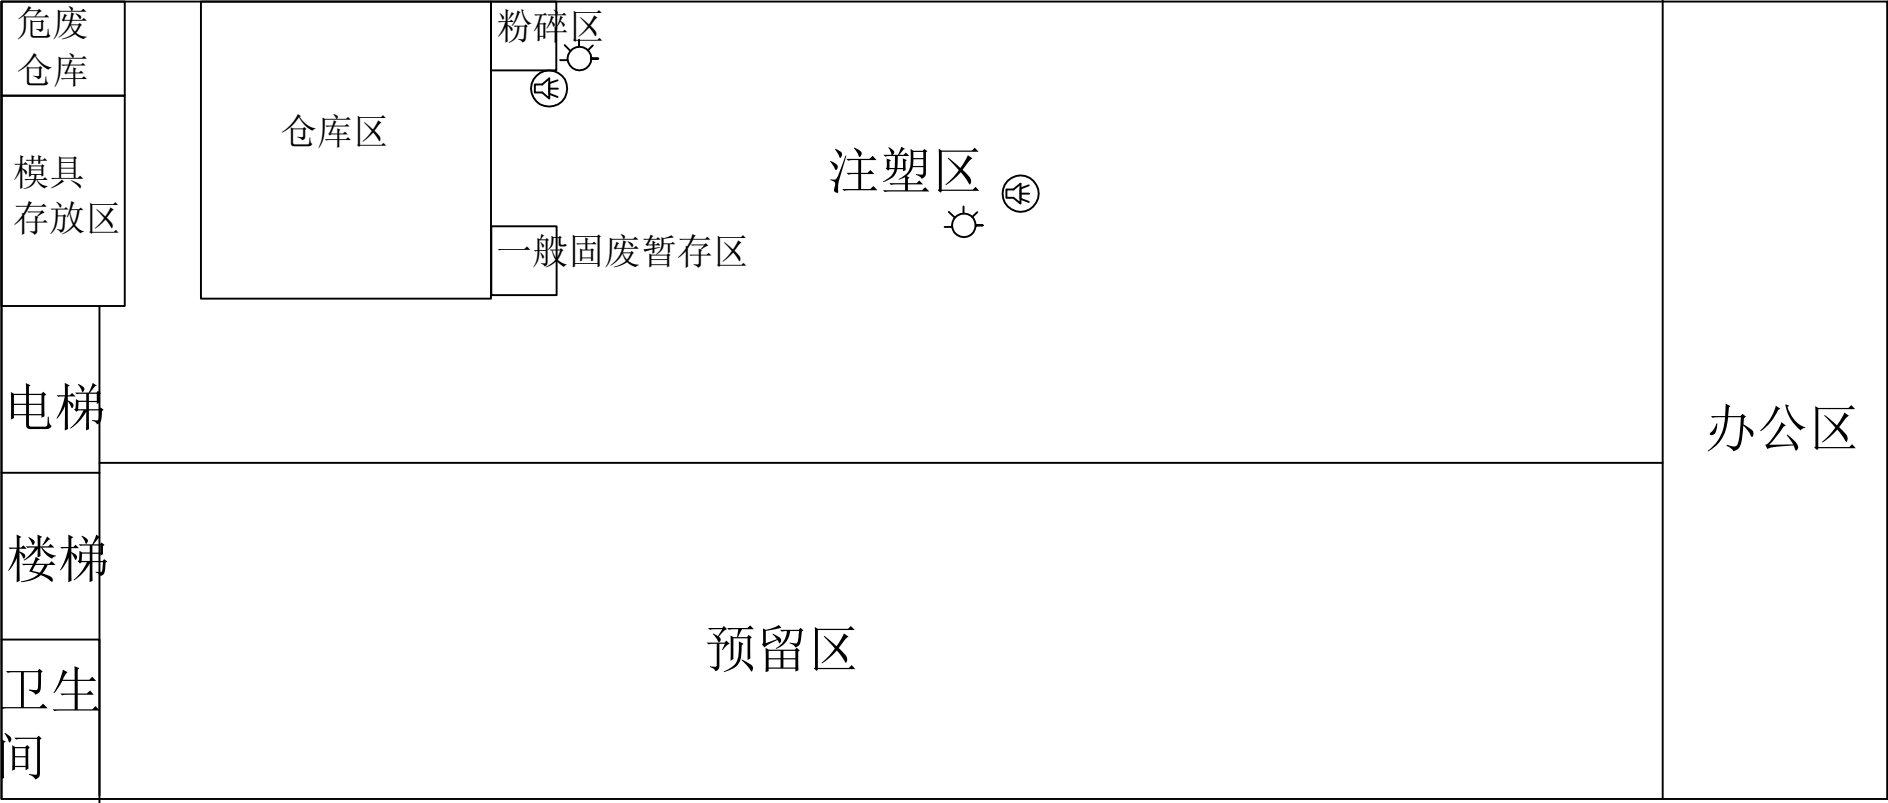 危废
仓库
粉碎区
仓库区
模具
存放区
注塑区
一般固废暂存区
电梯
办公区
楼梯
预留区
卫生
间